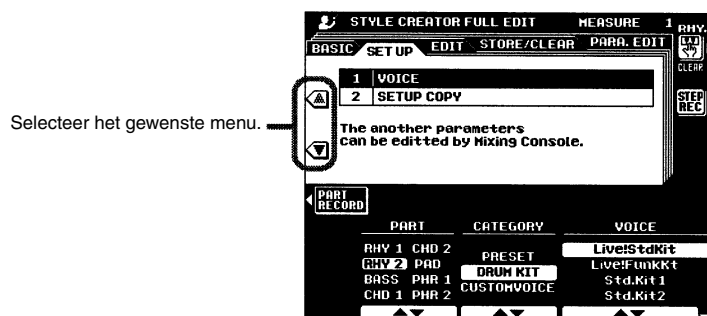 STYLE CREATOR FULL EDIT MEASURE 1 RHY.
BASIC SET UP EDIT STORE/CLEAR PARA. EDIT
CLEAR
1 VOICE
2 SETUP COPY
STEP
REC
Selecteer het gewenste menu.
The another parameters
can be editted by Mixing Console.
PART
RECORD
PART CATEGORY VOICE
RHY 1 CHD 2
RHY 2 PAD
BASS PHR 1
CHD 1 PHR 2
PRESET
DRUM KIT
CUSTOMVOICE
Live!StdKit
Live!FunkKt
Std.Kit1
Std.Kit2